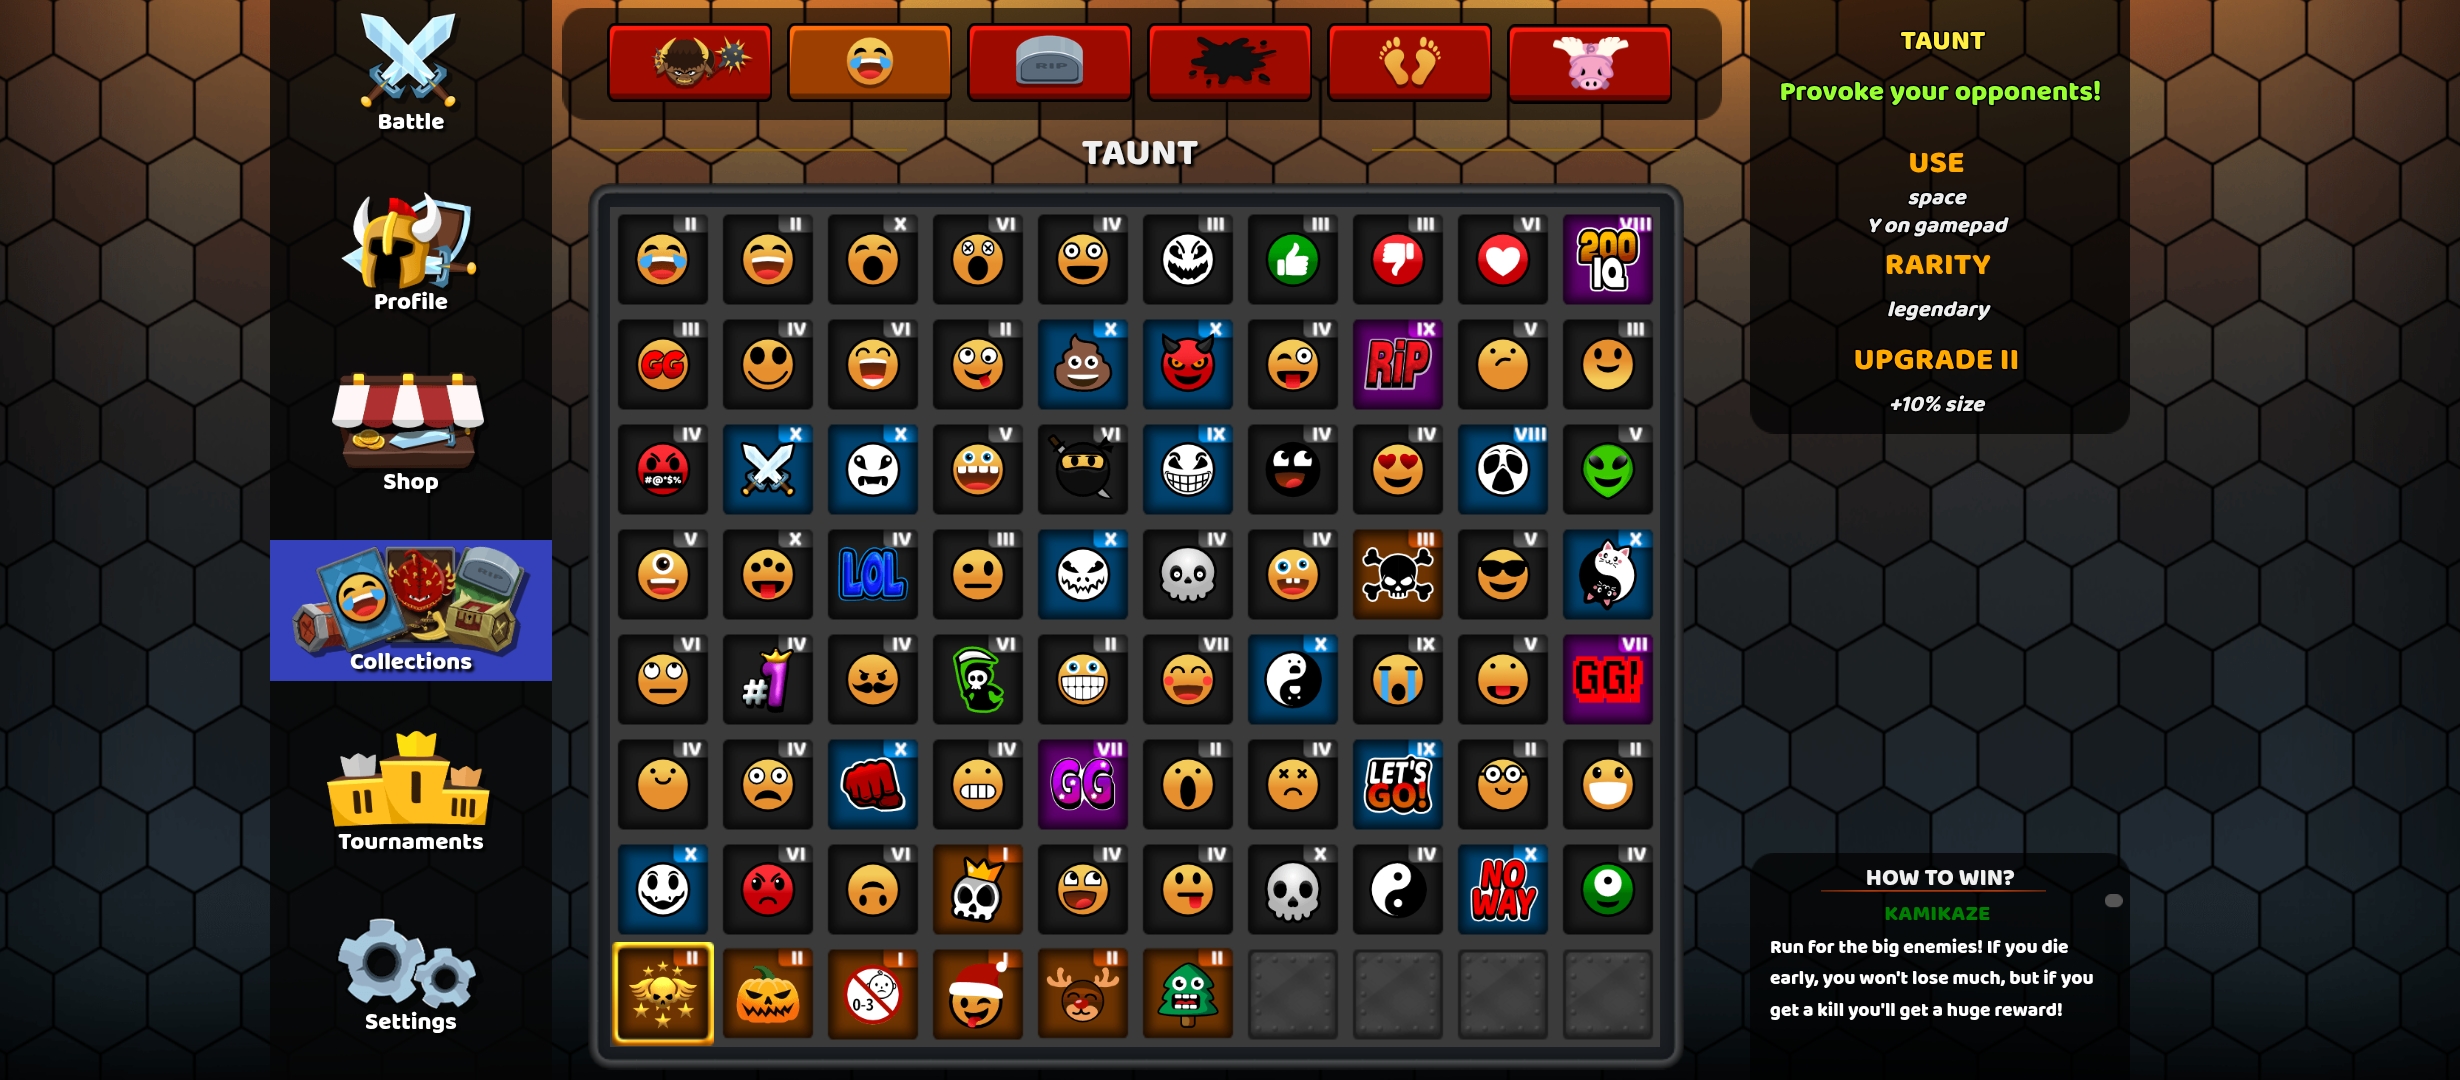 Battle
Profile
Shop
Collections
Tournaments
Settings
RIP
TAUNT
II II X VI IV III III III VI VIII
200
IQ
III IV VI II X X IV IX V III
GG
RiP
IV X X V VI IX IV IV VIII V
#@*$%
V X IV III X IV IV III V X
LOL
VI IV IV VI II VII X IX V VII
#1
GG!
IV IV X IV VII II IV IX II II
GG
LET'S
GO!
X VI VI I IV IV X IV X IV
NO
WAY
II II I I II II
0-3
TAUNT
Provoke your opponents!
USE
space
Y on gamepad
RARITY
legendary
UPGRADE II
+10% size
HOW TO WIN?
KAMIKAZE
Run for the big enemies! If you die
early, you won't lose much, but if you
get a kill you'll get a huge reward!